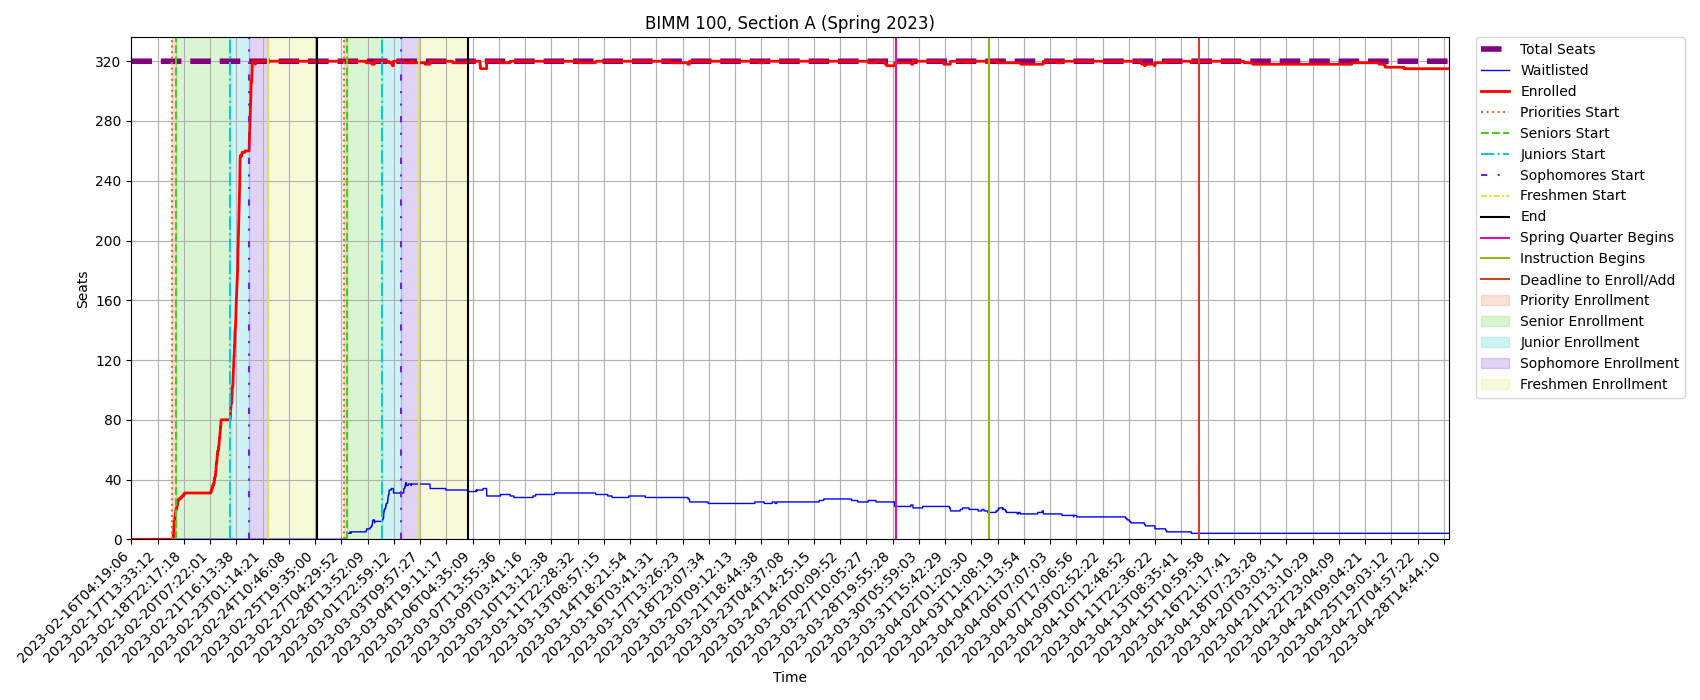 BIMM 100, Section A (Spring 2023)
Seats
320
280
240
200
160
120
80
40
0
2023-02-16T04:19:06
2023-02-17T13:33:12
2023-02-18T22:17:18
2023-02-20T07:22:01
2023-02-21T16:13:38
2023-02-23T01:14:21
2023-02-24T10:46:08
2023-02-25T19:35:00
2023-02-27T04:29:52
2023-02-28T13:52:09
2023-03-01T22:59:12
2023-03-03T09:57:27
2023-03-04T19:11:17
2023-03-06T04:35:09
2023-03-07T13:55:36
2023-03-09T03:41:16
2023-03-10T13:12:38
2023-03-11T22:28:32
2023-03-13T08:57:15
2023-03-14T18:21:54
2023-03-16T03:41:31
2023-03-17T13:26:23
2023-03-18T23:07:34
2023-03-20T09:12:13
2023-03-21T18:44:38
2023-03-23T04:37:08
2023-03-24T14:25:15
2023-03-26T00:09:52
2023-03-27T10:05:27
2023-03-28T19:55:28
2023-03-30T05:59:03
2023-03-31T15:42:29
2023-04-02T01:20:30
2023-04-03T11:08:19
2023-04-04T21:13:54
2023-04-06T07:07:03
2023-04-07T17:06:56
2023-04-09T02:52:22
2023-04-10T12:48:52
2023-04-11T22:36:22
2023-04-13T08:35:41
2023-04-15T10:59:58
2023-04-16T21:17:41
2023-04-18T07:23:28
2023-04-20T03:03:11
2023-04-21T13:10:29
2023-04-22T23:04:09
2023-04-24T09:04:21
2023-04-25T19:03:12
2023-04-27T04:57:22
2023-04-28T14:44:10
Time
Total Seats
Waitlisted
Enrolled
Priorities Start
Seniors Start
Juniors Start
Sophomores Start
Freshmen Start
End
Spring Quarter Begins
Instruction Begins
Deadline to Enroll/Add
Priority Enrollment
Senior Enrollment
Junior Enrollment
Sophomore Enrollment
Freshmen Enrollment